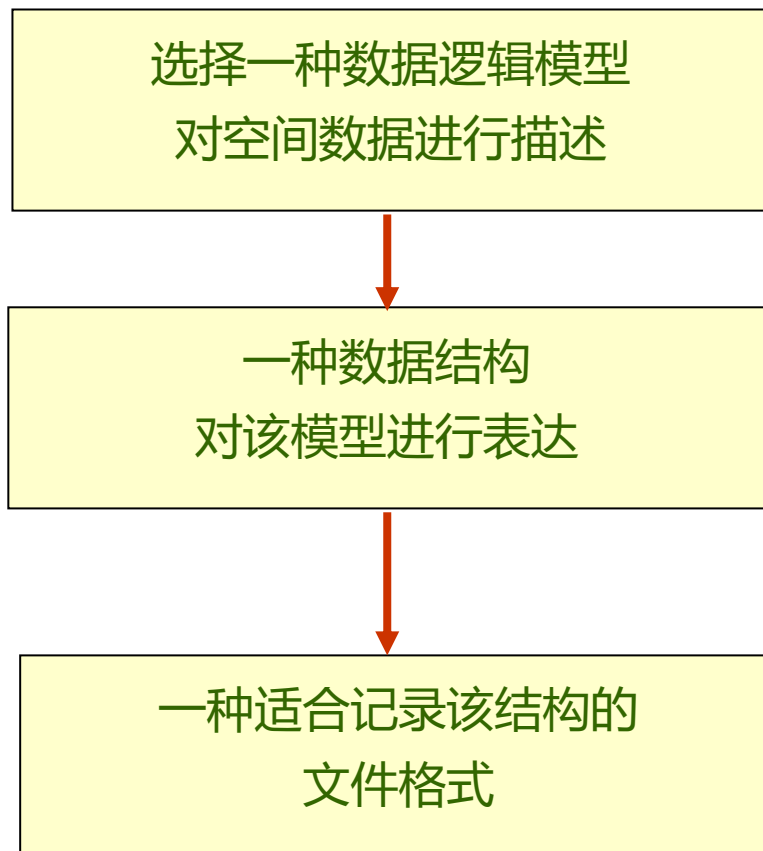 选择一种数据逻辑模型
对空间数据进行描述
一种数据结构
对该模型进行表达
一种适合记录该结构的
文件格式